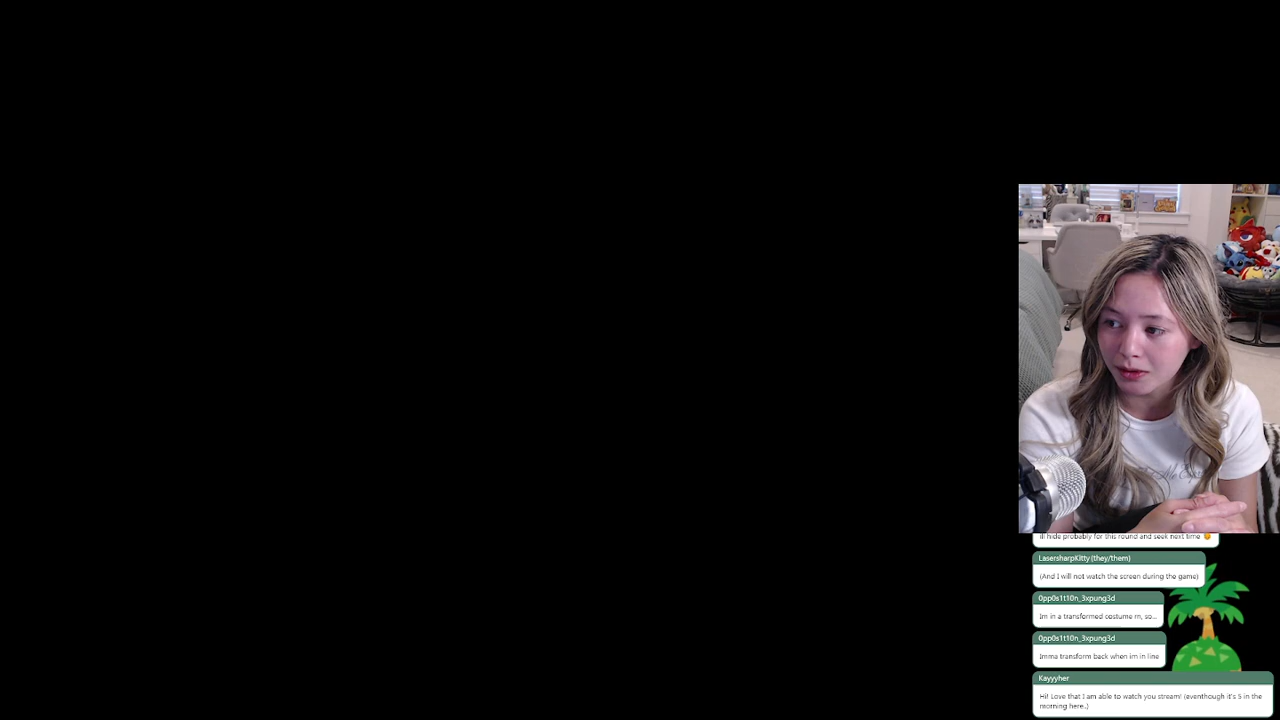 ill hide probably for this round and seek next time
LasersharpKitty (they/them)
(And I will not watch the screen during the game)
0pp0s1t10n_3xpung3d
Im in a transformed costume rn, so...
0pp0s1t10n_3xpung3d
Imma transform back when im in line
Kayyyher
Hi! Love that I am able to watch you stream! (eventhough it's 5 in the
morning here..)